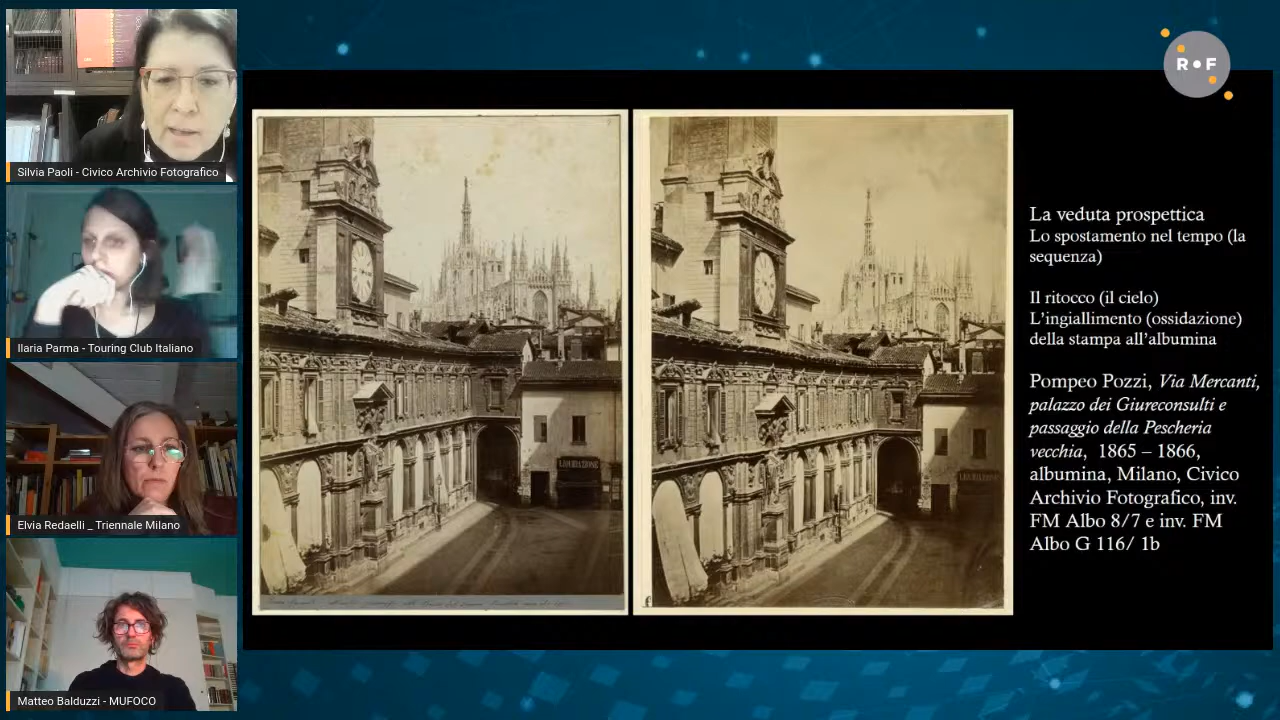 Silvia Paoli - Civico Archivio Fotografico
Ilaria Parma - Touring Club Italiano
Elvia Redaelli _ Triennale Milano
Matteo Balduzzi - MUFOCO
R•F
LIQUIDAZIONE
La veduta prospettica
Lo spostamento nel tempo (la
sequenza)
Il ritocco (il cielo)
L’ingiallimento (ossidazione)
della stampa all’albumina
Pompeo Pozzi, Via Mercanti,
palazzo dei Giureconsulti e
passaggio della Pescheria
vecchia, 1865 – 1866,
albumina, Milano, Civico
Archivio Fotografico, inv.
FM Albo 8/7 e inv. FM
Albo G 116/ 1b